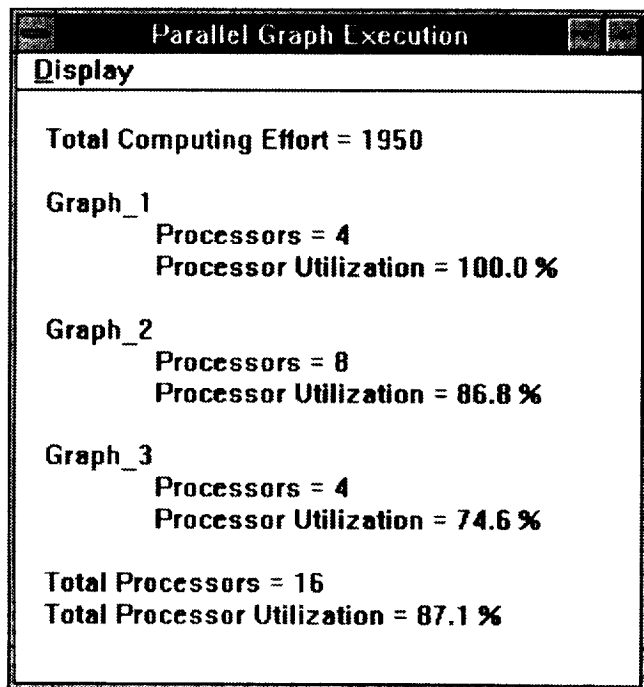 Parallel Graph Execution
Display
Total Computing Effort = 1950
Graph_1
Processors = 4
Processor Utilization = 100.0 %
Graph_2
Processors = 8
Processor Utilization = 86.8 %
Graph_3
Processors = 4
Processor Utilization = 74.6 %
Total Processors = 16
Total Processor Utilization = 87.1 %